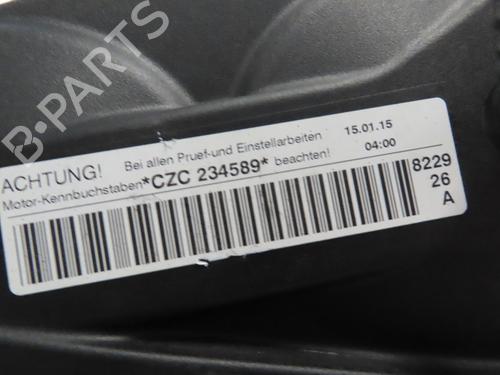 B-PARTS
ACHTUNG! Bei allen Pruef-und Einstellarbeiten 15.01.15
Motor-Kennbuchstaben*CZC 234589* beachten! 04:00
8229
26
A